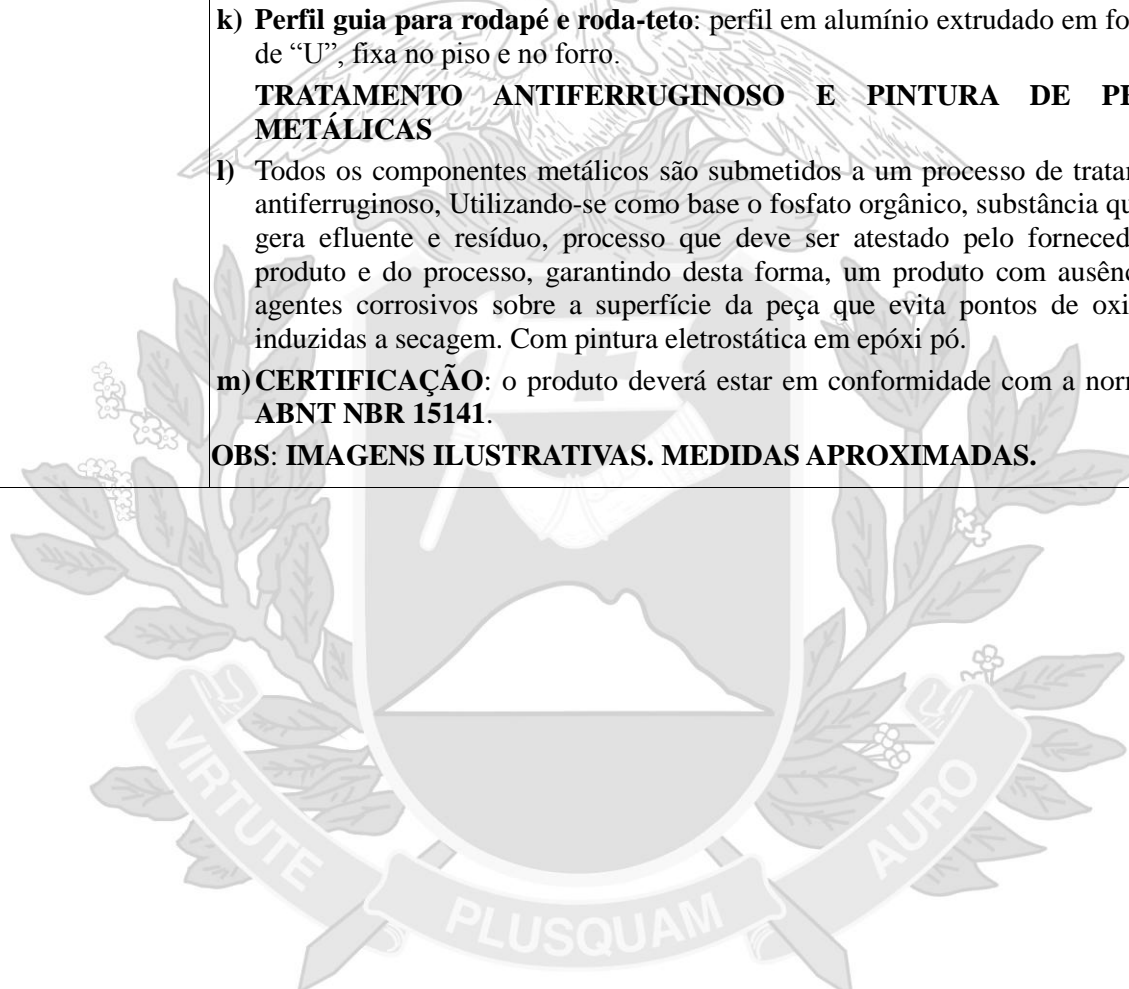 k) Perfil guia para rodapé e roda-teto: perfil em alumínio extrudado em fo
de “U”, fixa no piso e no forro.
TRATAMENTO ANTIFERRUGINOSO E PINTURA DE
METÁLICAS
l) Todos os componentes metálicos são submetidos a um processo de trata
antiferruginoso, Utilizando-se como base o fosfato orgânico, substância qu
gera efluente e resíduo, processo que deve ser atestado pelo forneced
produto e do processo, garantindo desta forma, um produto com ausênc
agentes corrosivos sobre a superfície da peça que evita pontos de oxi
induzidas a secagem. Com pintura eletrostática em epóxi pó.
m) CERTIFICAÇÃO: o produto deverá estar em conformidade com a nor
ABNT NBR 15141.
OBS: IMAGENS ILUSTRATIVAS. MEDIDAS APROXIMADAS.
VIRTUTE PLUSQUAM AURO